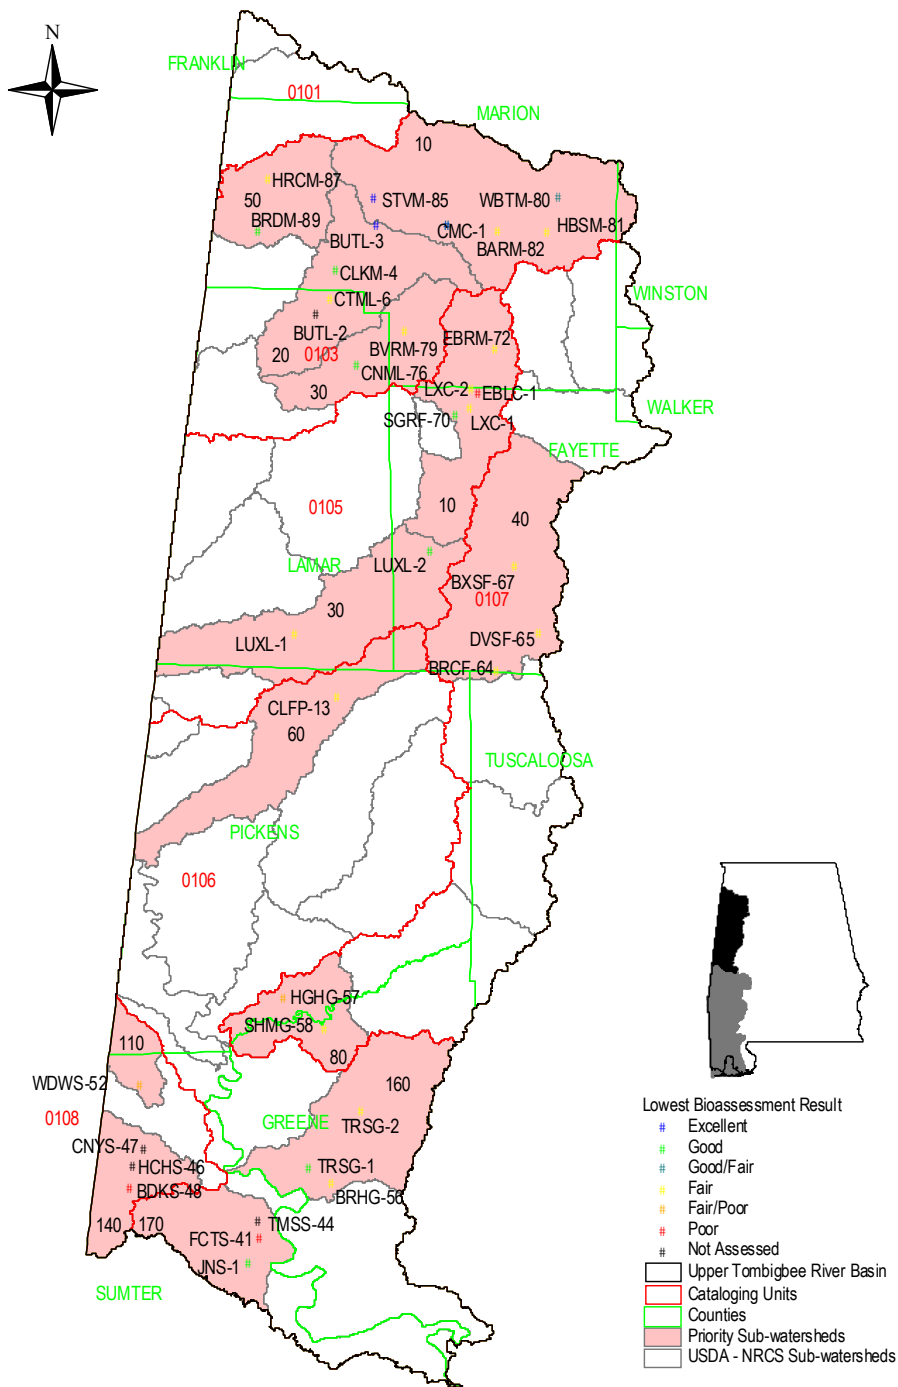 N
FRANKLIN
0101
MARION
10
HRCM-87
50
STVM-85
WBTM-80
BRDM-89
CMC-1
HBSM-81
BUTL-3
BARM-82
CLKM-4
CTML-6
WINSTON
BUTL-2
BVRM-79
EBRM-72
20
0103
CNML-76
30
LXC-2
EBLC-1
WALKER
SGRF-70
LXC-1
FAYETTE
0105
10
40
LAMAR
LUXL-2
BXSF-67
0107
30
LUXL-1
DVSF-65
BRCF-64
CLFP-13
60
TUSCALOOSA
PICKENS
0106
HGHG-57
SHMG-58
110
80
WDWS-52
160
0108
GREENE
TRSG-2
CNYS-47
HCHS-46
TRSG-1
BDKS-48
BRHG-56
140
170
TMSS-44
FCTS-41
JNS-1
SUMTER
Lowest Bioassessment Result
# Excellent
# Good
# Good/Fair
# Fair
# Fair/Poor
# Poor
# Not Assessed
Upper Tombigbee River Basin
Cataloging Units
Counties
Priority Sub-watersheds
USDA - NRCS Sub-watersheds